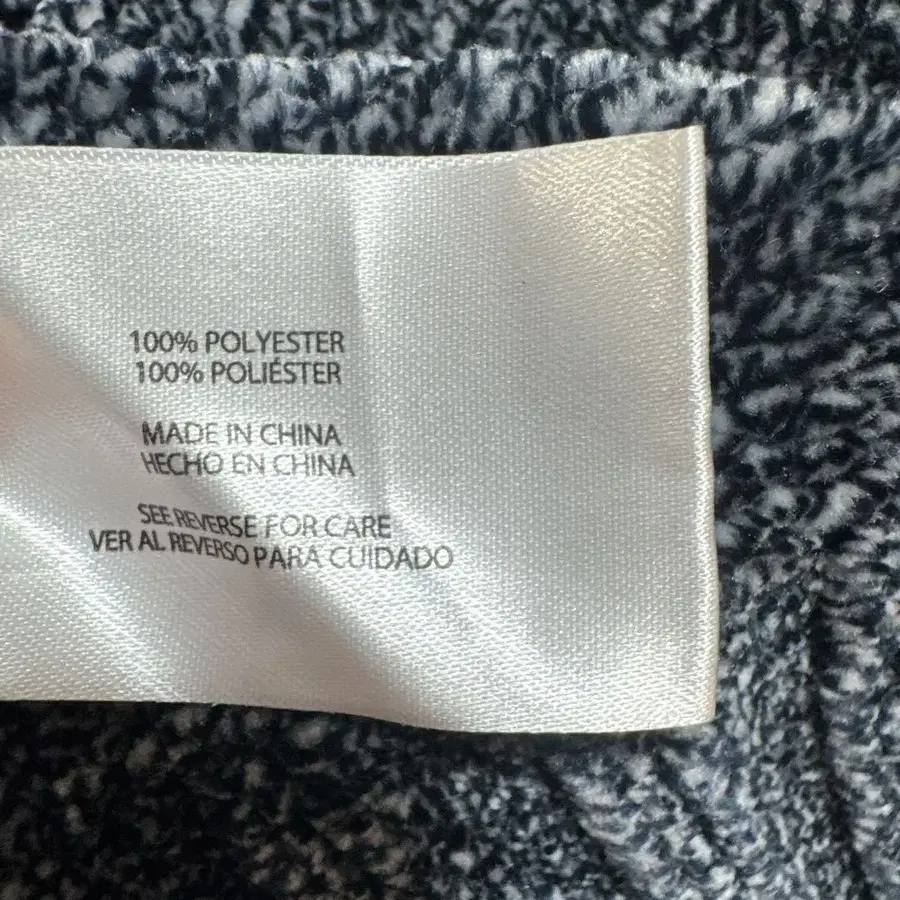 100% POLYESTER
100% POLIÉSTER
MADE IN CHINA
HECHO EN CHINA
SEE REVERSE FOR CARE
VER AL REVERSO PARA CUIDADO